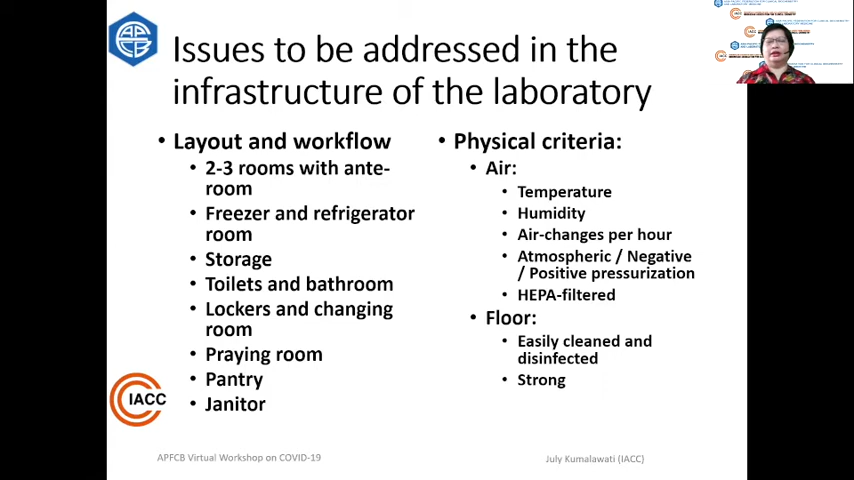 APFCB
Issues to be addressed in the
infrastructure of the laboratory
• Layout and workflow
• 2-3 rooms with ante-
room
• Freezer and refrigerator
room
• Storage
• Toilets and bathroom
• Lockers and changing
room
• Praying room
• Pantry
• Janitor
• Physical criteria:
• Air:
• Temperature
• Humidity
• Air-changes per hour
• Atmospheric / Negative
/ Positive pressurization
• HEPA-filtered
• Floor:
• Easily cleaned and
disinfected
• Strong
IACC
APFCB Virtual Workshop on COVID-19
July Kumalawati (IACC)